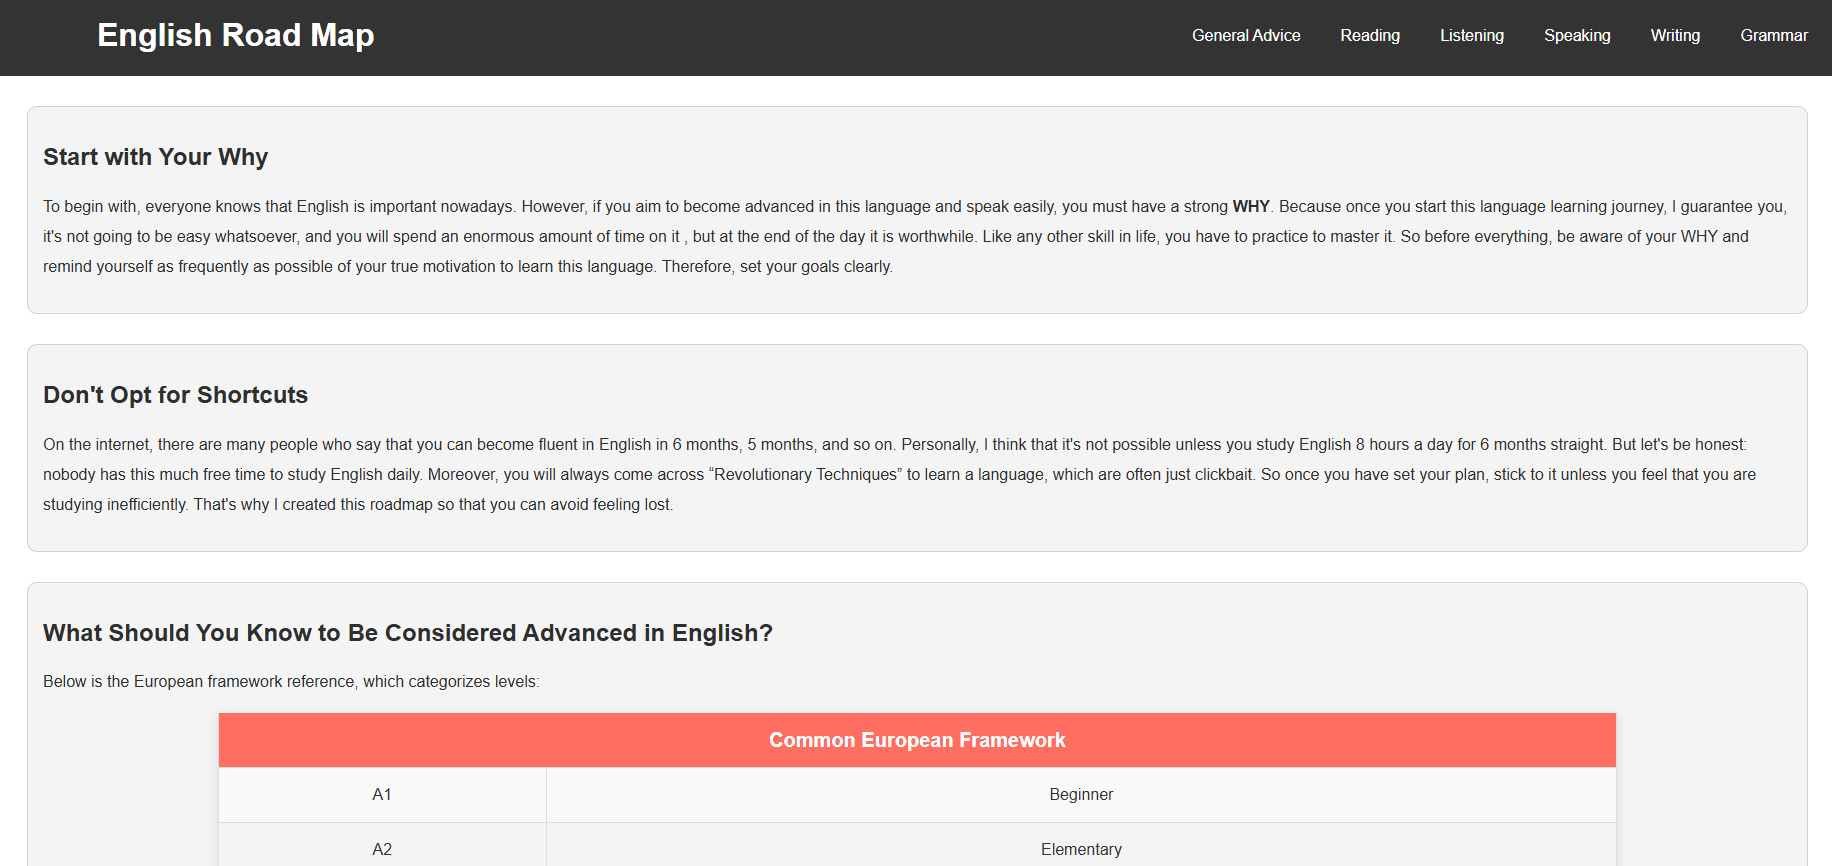 English Road Map
General Advice Reading Listening Speaking Writing Grammar
Start with Your Why
To begin with, everyone knows that English is important nowadays. However, if you aim to become advanced in this language and speak easily, you must have a strong WHY. Because once you start this language learning journey, I guarantee you,
it's not going to be easy whatsoever, and you will spend an enormous amount of time on it , but at the end of the day it is worthwhile. Like any other skill in life, you have to practice to master it. So before everything, be aware of your WHY and
remind yourself as frequently as possible of your true motivation to learn this language. Therefore, set your goals clearly.
Don't Opt for Shortcuts
On the internet, there are many people who say that you can become fluent in English in 6 months, 5 months, and so on. Personally, I think that it's not possible unless you study English 8 hours a day for 6 months straight. But let's be honest:
nobody has this much free time to study English daily. Moreover, you will always come across “Revolutionary Techniques” to learn a language, which are often just clickbait. So once you have set your plan, stick to it unless you feel that you are
studying inefficiently. That's why I created this roadmap so that you can avoid feeling lost.
What Should You Know to Be Considered Advanced in English?
Below is the European framework reference, which categorizes levels:
Common European Framework
A1 Beginner
A2 Elementary